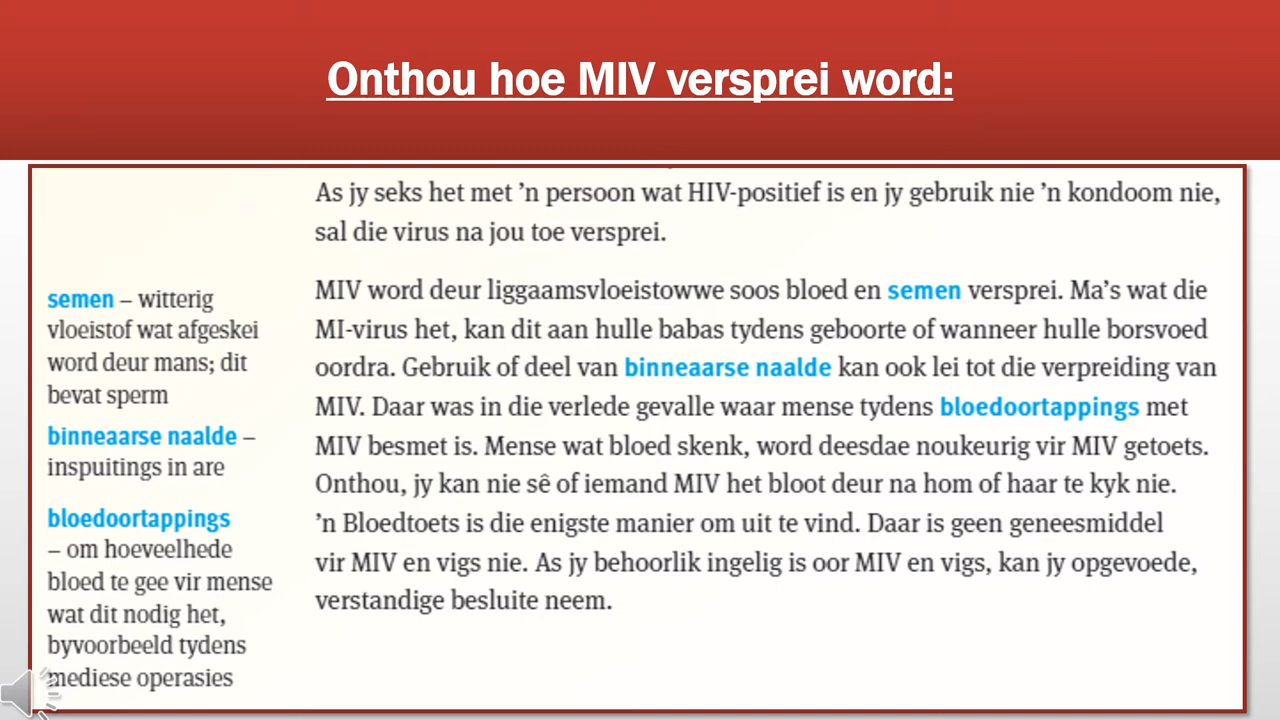 Onthou hoe MIV versprei word:
As jy seks het met ’n persoon wat HIV-positief is en jy gebruik nie ’n kondoom nie,
sal die virus na jou toe versprei.
MIV word deur liggaamsvloeistowwe soos bloed en semen versprei. Ma’s wat die
MI-virus het, kan dit aan hulle babas tydens geboorte of wanneer hulle borsvoed
oordra. Gebruik of deel van binneaarse naalde kan ook lei tot die verpreiding van
MIV. Daar was in die verlede gevalle waar mense tydens bloedoortappings met
MIV besmet is. Mense wat bloed skenk, word deesdae noukeurig vir MIV getoets.
Onthou, jy kan nie sê of iemand MIV het bloot deur na hom of haar te kyk nie.
’n Bloedtoets is die enigste manier om uit te vind. Daar is geen geneesmiddel
vir MIV en vigs nie. As jy behoorlik ingelig is oor MIV en vigs, kan jy opgevoede,
verstandige besluite neem.
semen – witterig
vloeistof wat afgeskei
word deur mans; dit
bevat sperm
binneaarse naalde –
inspuitings in are
bloedoortappings
– om hoeveelhede
bloed te gee vir mense
wat dit nodig het,
byvoorbeeld tydens
mediese operasies